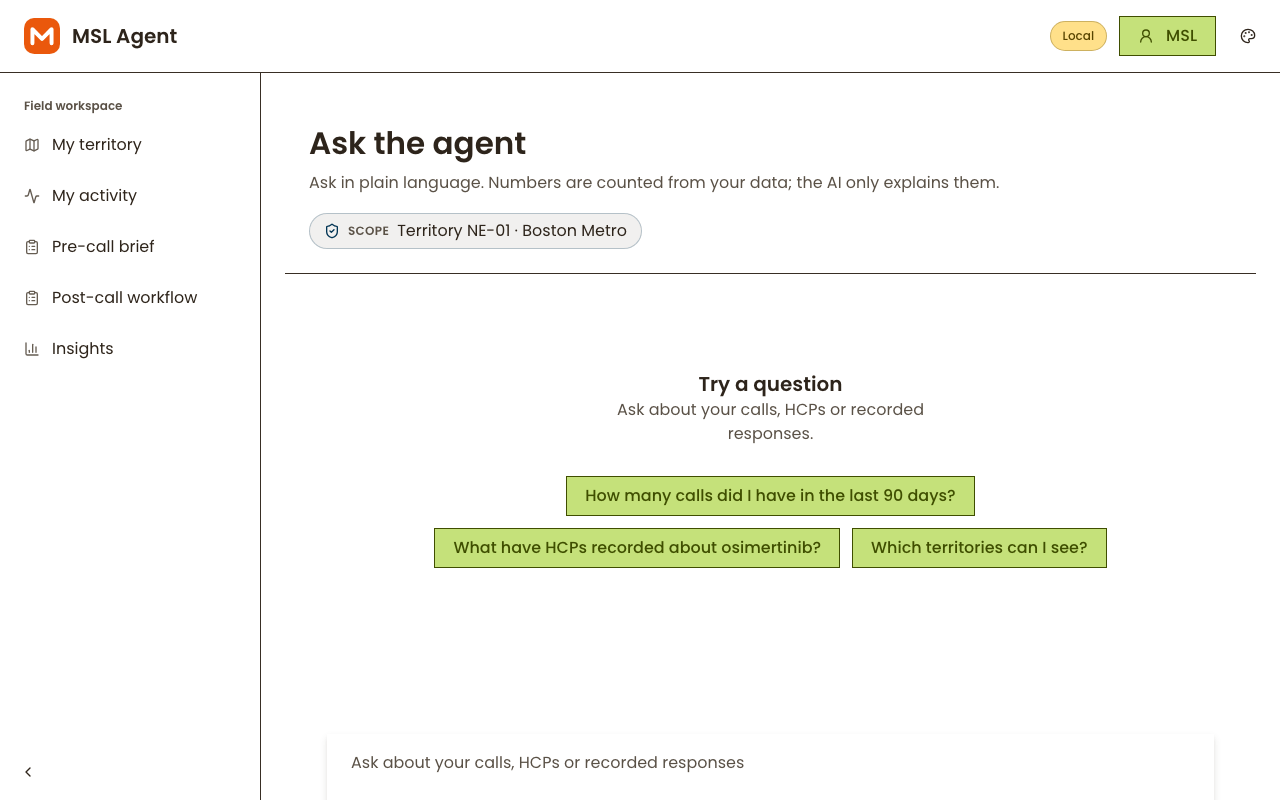 MSL Agent
Local
MSL
Field workspace
My territory
My activity
Pre-call brief
Post-call workflow
Insights
Ask the agent
Ask in plain language. Numbers are counted from your data; the AI only explains them.
SCOPE Territory NE-01 · Boston Metro
Try a question
Ask about your calls, HCPs or recorded
responses.
How many calls did I have in the last 90 days?
What have HCPs recorded about osimertinib?
Which territories can I see?
Ask about your calls, HCPs or recorded responses